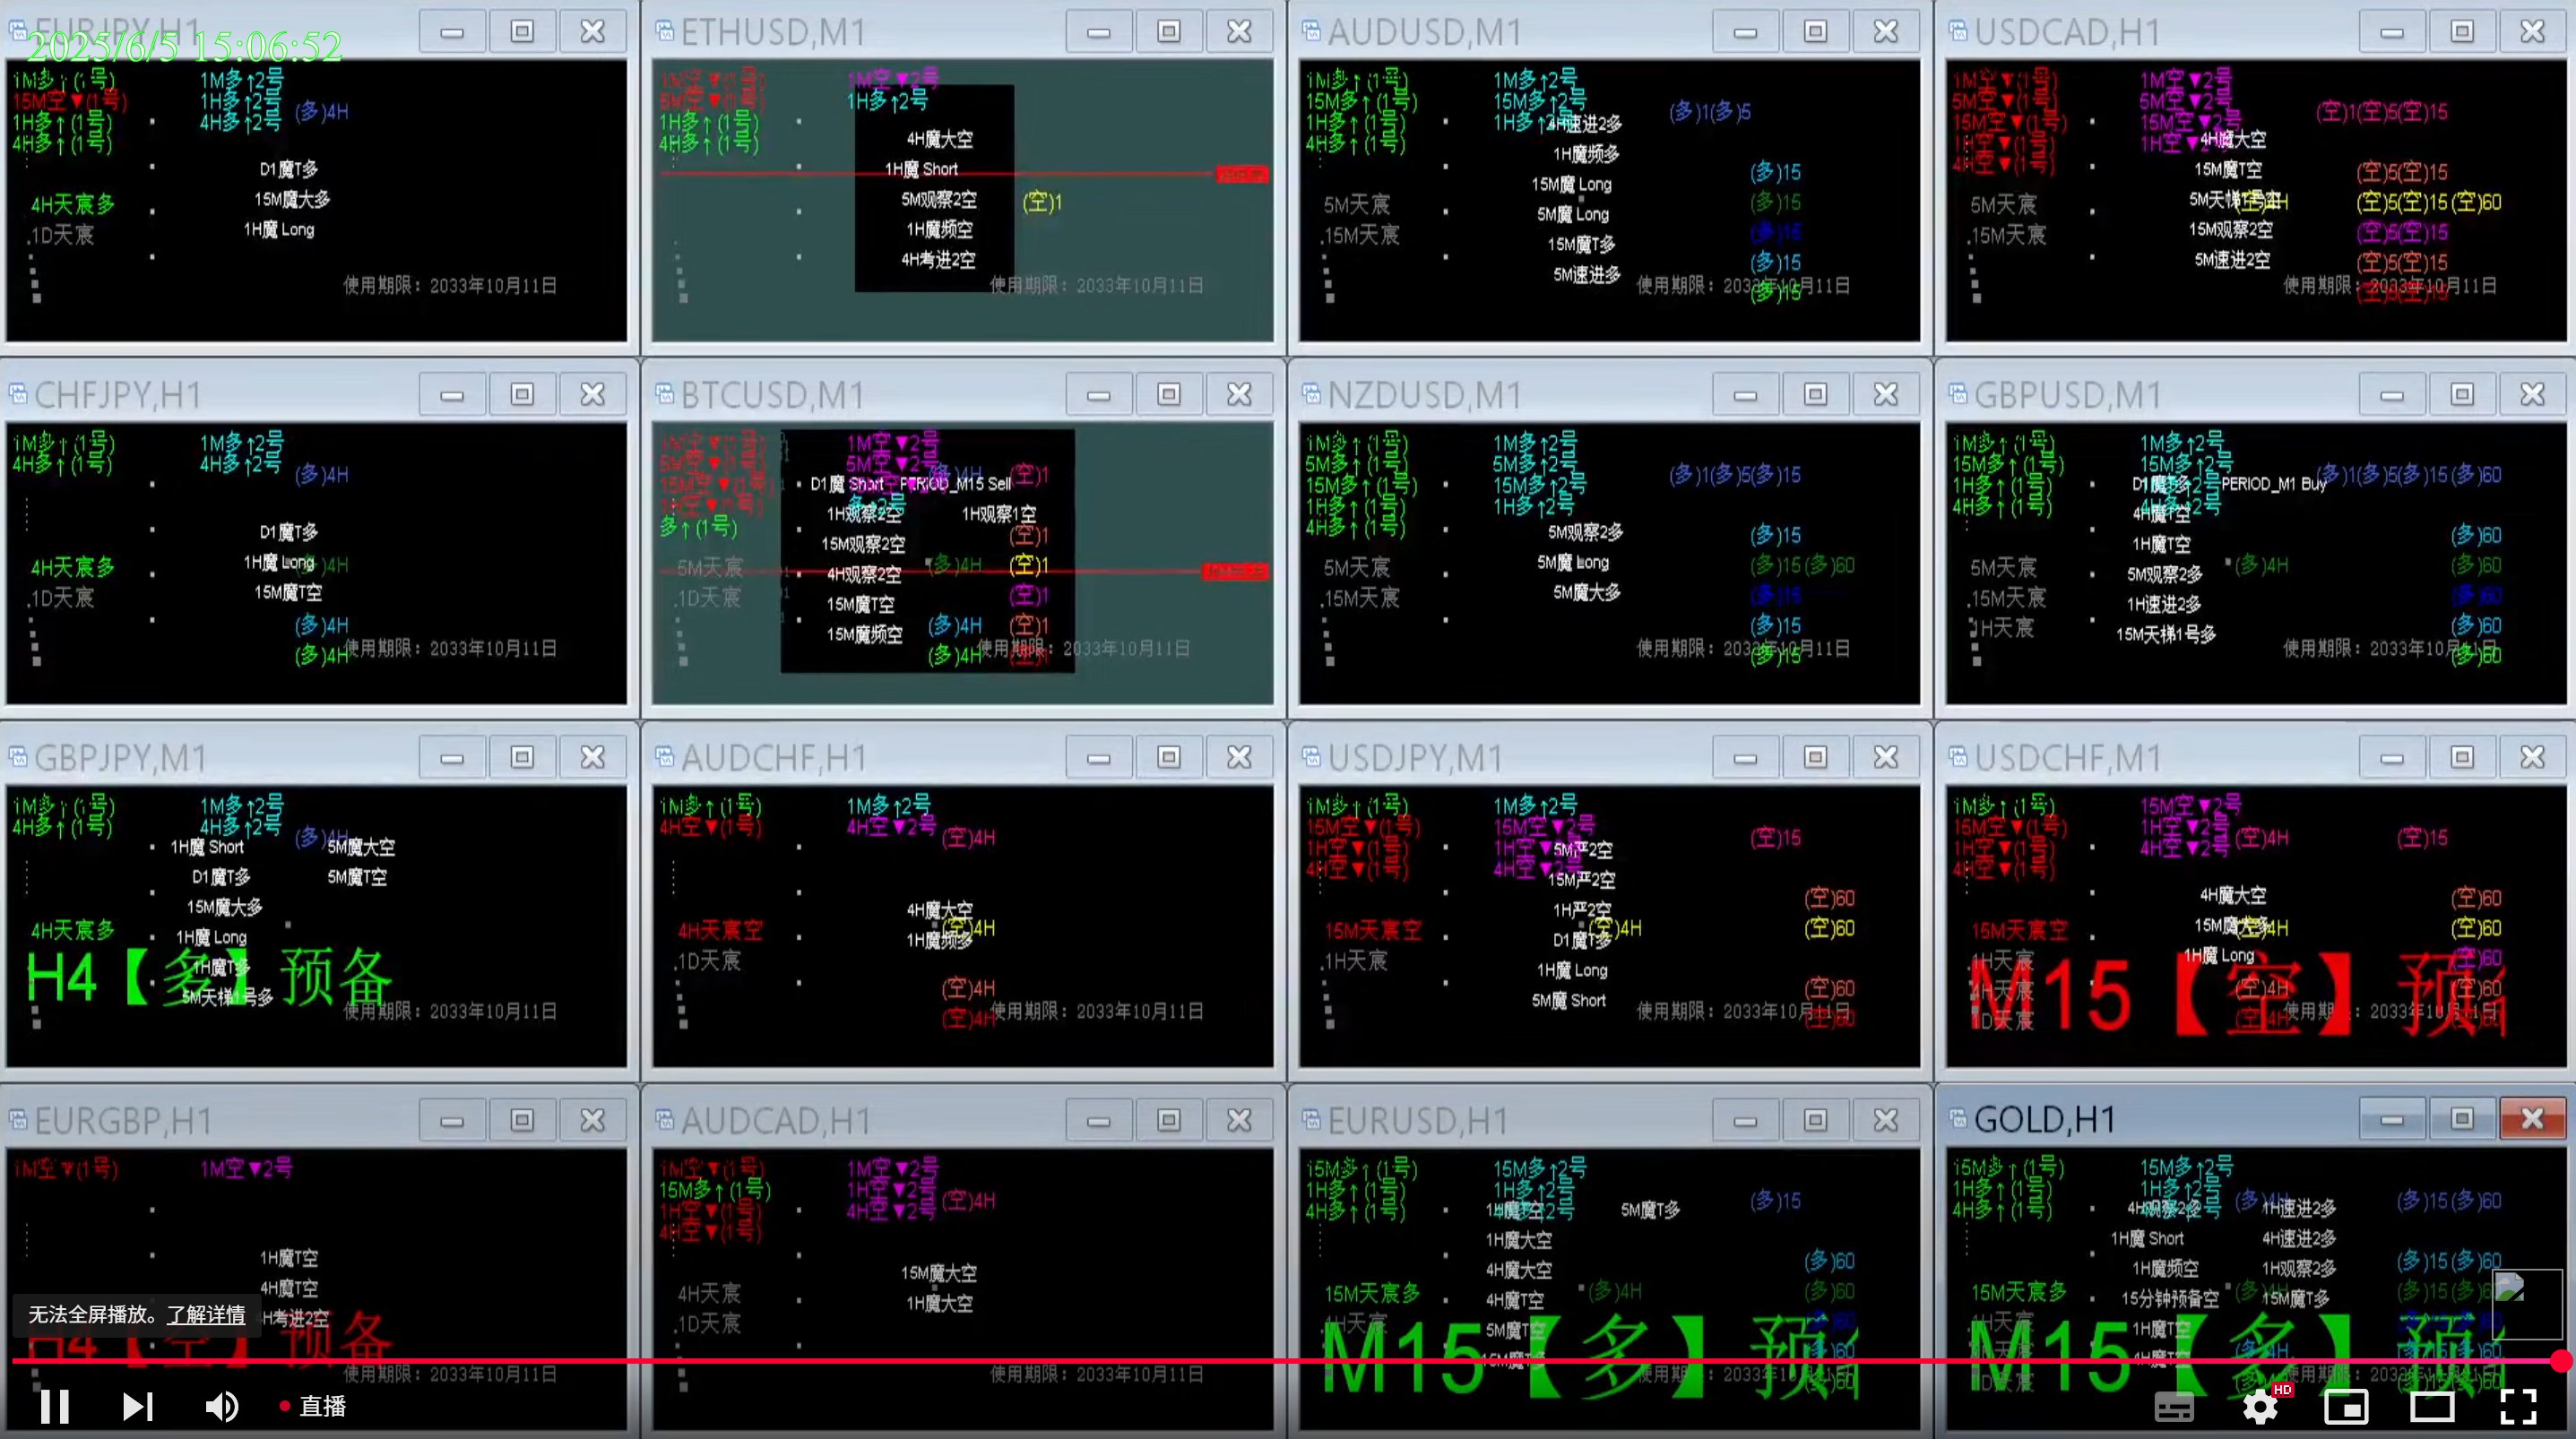 2025/6/5 15:06:52
EURJPY,H1
1M多↑(1号)
15M空▼(1号)
1H多↑(1号)
4H多↑(1号)
1M多↑2号
1H多↑2号
4H多↑2号
(多)4H
D1魔T多
15M魔大多
1H魔 Long
4H天宸多
.1D天宸
使用期限：2033年10月11日
ETHUSD,M1
1M空▼(1号)
5M空▼(1号)
1H多↑(1号)
4H多↑(1号)
1M空▼2号
1H多↑2号
4H魔大空
1H魔 Short
5M观察2空
(空)1
1H魔频空
4H考进2空
使用期限：2033年10月11日
AUDUSD,M1
1M多↑(1号)
15M多↑(1号)
1H多↑(1号)
4H多↑(1号)
1M多↑2号
15M多↑2号
1H多↑2号
(多)1(多)5
4H速进2多
1H魔频多
15M魔 Long
5M魔 Long
15M魔T多
5M速进多
(多)15
(多)15
(多)15
(多)15
(多)15
5M天宸
.15M天宸
使用期限：2033年10月11日
USDCAD,H1
1M空▼(1号)
5M空▼(1号)
15M空▼(1号)
1H空▼(1号)
4H空▼(1号)
1M空▼2号
5M空▼2号
15M空▼2号
1H空▼2号
(空)1(空)5(空)15
4H魔大空
15M魔T空
5M天梯1号空
15M观察2空
5M速进2空
(空)5(空)15
(空)5(空)15(空)60
(空)5(空)15
(空)5(空)15
(空)5(空)15
5M天宸
.15M天宸
使用期限：2033年10月11日
CHFJPY,H1
1M多↑(1号)
4H多↑(1号)
1M多↑2号
4H多↑2号
(多)4H
D1魔T多
1H魔 Long
(多)4H
15M魔T空
4H天宸多
.1D天宸
(多)4H
(多)4H
使用期限：2033年10月11日
BTCUSD,M1
1M空▼(1号)
5M空▼(1号)
15M空▼(1号)
1H空▼(1号)
多↑(1号)
1M空▼2号
5M空▼2号
(多)4H
(空)1
D1魔 Short
PERIOD_M15 Sell
1H观察2空
1H观察1空
15M观察2空
4H观察2空
15M魔T空
15M魔频空
(空)1
(多)4H
(空)1
(空)1
(多)4H
(空)1
(多)4H
5M天宸
.1D天宸
使用期限：2033年10月11日
NZDUSD,M1
1M多↑(1号)
5M多↑(1号)
15M多↑(1号)
1H多↑(1号)
4H多↑(1号)
1M多↑2号
5M多↑2号
15M多↑2号
1H多↑2号
(多)1(多)5(多)15
5M观察2多
5M魔 Long
5M魔大多
(多)15
(多)15(多)60
(多)15
(多)15
(多)15
5M天宸
.15M天宸
使用期限：2033年10月11日
GBPUSD,M1
1M多↑(1号)
15M多↑(1号)
1H多↑(1号)
4H多↑(1号)
1M多↑2号
15M多↑2号
(多)1(多)5(多)15(多)60
D1魔T多
PERIOD_M1 Buy
4H魔T空
1H魔T空
5M观察2多
1H速进2多
15M天梯1号多
(多)60
(多)4H
(多)60
(多)60
(多)60
(多)60
5M天宸
.15M天宸
1H天宸
使用期限：2033年10月11日
GBPJPY,M1
1M多↑(1号)
4H多↑(1号)
1M多↑2号
4H多↑2号
(多)4H
1H魔 Short
5M魔大空
D1魔T多
5M魔T空
15M魔大多
1H魔 Long
1H魔T多
5M天梯1号多
4H天宸多
H4【多】预备
使用期限：2033年10月11日
AUDCHF,H1
1M多↑(1号)
4H空▼(1号)
1M多↑2号
4H空▼2号
(空)4H
4H魔大空
(空)4H
1H魔频多
4H天宸空
.1D天宸
(空)4H
(空)4H
使用期限：2033年10月11日
USDJPY,M1
1M多↑(1号)
15M空▼(1号)
1H空▼(1号)
4H空▼(1号)
1M多↑2号
15M空▼2号
1H空▼2号
4H空▼2号
(空)15
5M严2空
15M严2空
1H严2空
(空)4H
D1魔T多
1H魔 Long
5M魔 Short
(空)60
(空)60
(空)60
(空)60
15M天宸空
.1H天宸
使用期限：2033年10月11日
USDCHF,M1
1M多↑(1号)
15M空▼(1号)
1H空▼(1号)
4H空▼(1号)
15M空▼2号
1H空▼2号
4H空▼2号
(空)4H
(空)15
4H魔大空
15M魔大多
(空)4H
1H魔 Long
(空)60
(空)60
(空)60
(空)60
(空)4H
(空)4H
15M天宸空
.1H天宸
4H天宸
1D天宸
M15【空】预
使用期限：2033年10月11日
EURGBP,H1
1M空▼(1号)
1M空▼2号
1H魔T空
4H魔T空
4H考进2空
H4【空】预备
使用期限：2033年10月11日
AUDCAD,H1
1M空▼(1号)
15M多↑(1号)
1H空▼(1号)
4H空▼(1号)
1M空▼2号
1H空▼2号
4H空▼2号
(空)4H
15M魔大空
1H魔大空
4H天宸
.1D天宸
使用期限：2033年10月11日
EURUSD,H1
15M多↑(1号)
1H多↑(1号)
4H多↑(1号)
15M多↑2号
1H多↑2号
(多)15
5M魔T多
1H魔大空
4H魔大空
4H魔T空
5M魔T空
(多)60
(多)4H
(多)60
(多)60
(多)60
15M天宸多
.1H天宸
M15【多】预
使用期限：2033年10月11日
GOLD,H1
15M多↑(1号)
1H多↑(1号)
4H多↑(1号)
15M多↑2号
1H多↑2号
(多)4H
(多)15(多)60
4H观察2多
1H速进2多
1H魔 Short
4H速进2多
1H魔频空
1H观察2多
15分钟预备空
15M魔T多
1H魔T空
4H魔T空
(多)15(多)60
(多)4H
(多)15(多)60
15M天宸多
M15【多】预
使用期限：2033年10月11日
无法全屏播放。了解详情
直播
HD